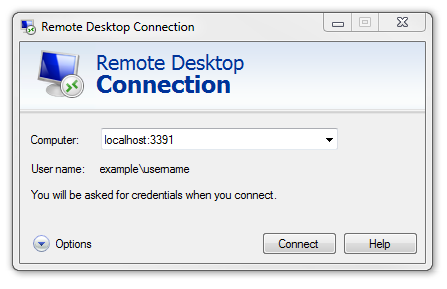 Remote Desktop Connection
Remote Desktop
Connection
Computer: localhost:3391
User name: example\username
You will be asked for credentials when you connect.
Options Connect Help